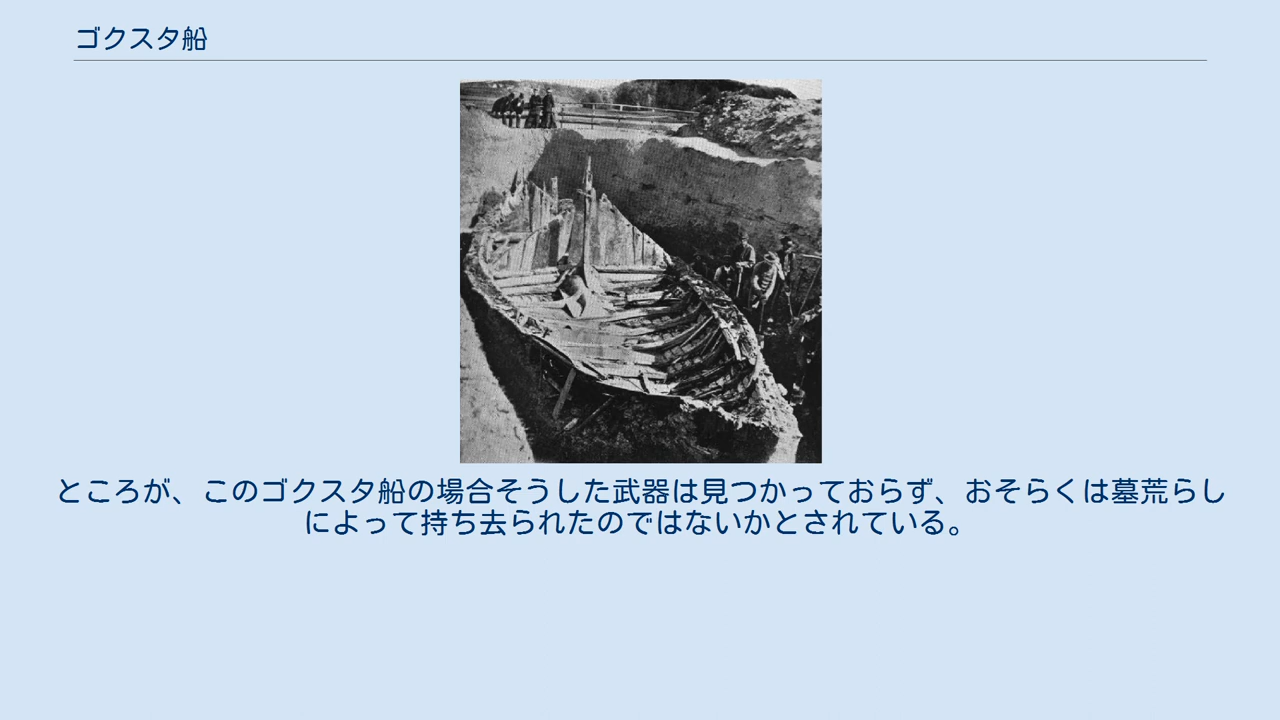 ゴクスタ船
ところが、このゴクスタ船の場合そうした武器は見つかっておらず、おそらくは墓荒らし
によって持ち去られたのではないかとされている。